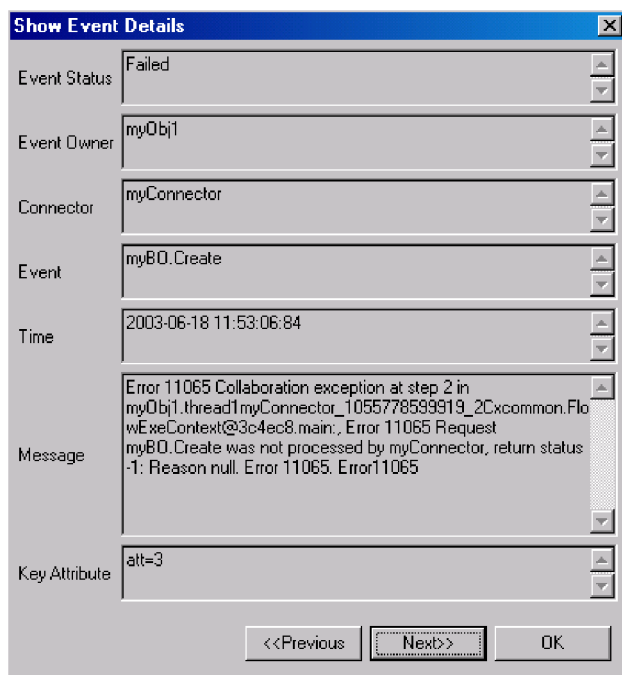 Show Event Details
Event Status
Failed
Event Owner
myObj1
Connector
myConnector
Event
myBO.Create
Time
2003-06-18 11:53:06:84
Message
Error 11065 Collaboration exception at step 2 in
myObj1.thread1myConnector_1055778599919_2Cxcommon.Flo
wExeContext@3c4ec8.main:, Error 11065 Request
myBO.Create was not processed by myConnector, return status
-1: Reason null. Error 11065. Error11065
Key Attribute
att=3
<<Previous
Next>>
OK